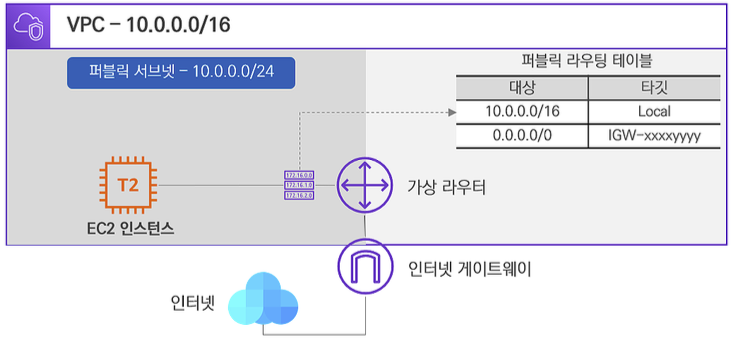 VPC – 10.0.0.0/16
퍼블릭 서브넷 – 10.0.0.0/24
퍼블릭 라우팅 테이블
대상 타깃
10.0.0.0/16 Local
0.0.0.0/0 IGW-xxxxyyyy
172.16.0.0
172.16.1.0
172.16.2.0
T2
가상 라우터
EC2 인스턴스
인터넷 게이트웨이
인터넷